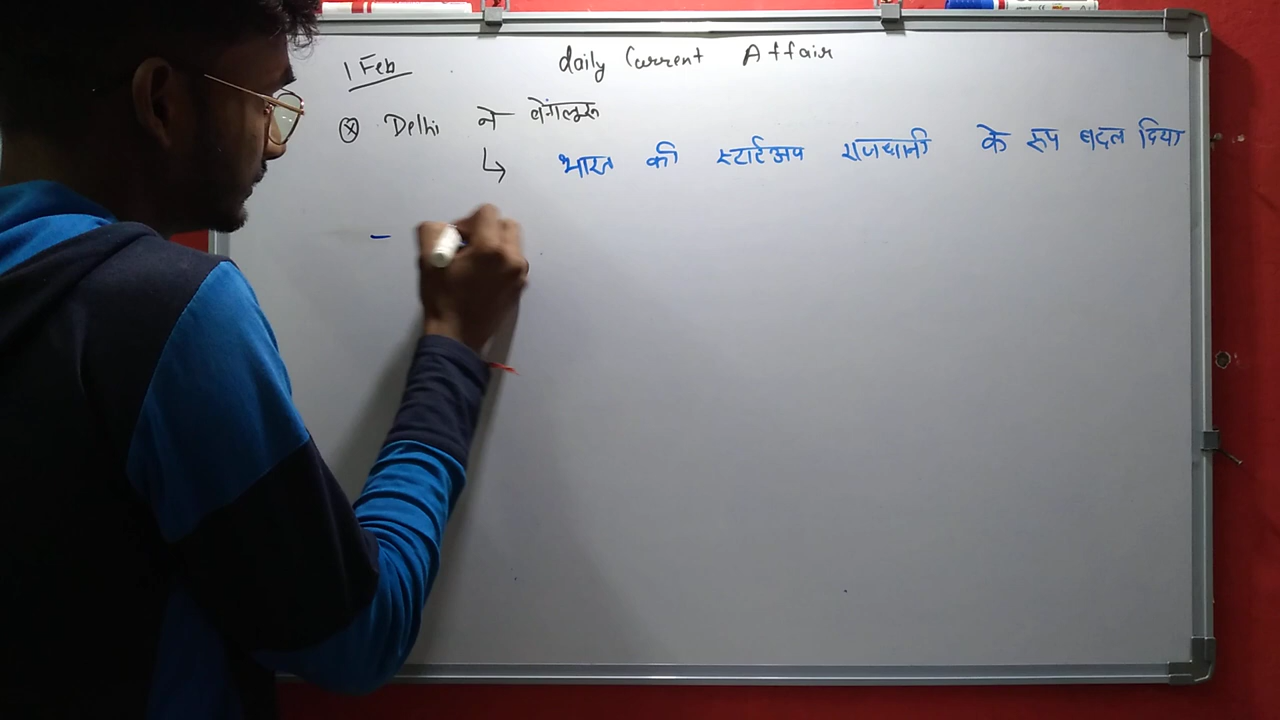 1 Feb daily Current Affair
Delhi ने बेंगलुरू
↳ भारत की स्टार्टअप राजधानी के रूप बदल दिया
-